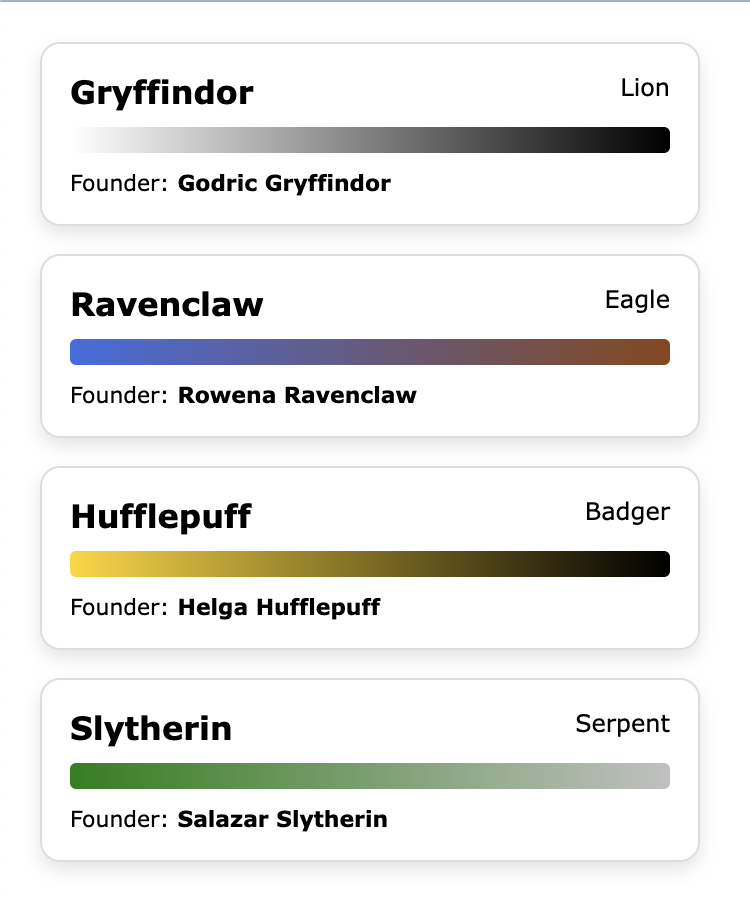 Gryffindor
Lion
Founder: Godric Gryffindor
Ravenclaw
Eagle
Founder: Rowena Ravenclaw
Hufflepuff
Badger
Founder: Helga Hufflepuff
Slytherin
Serpent
Founder: Salazar Slytherin